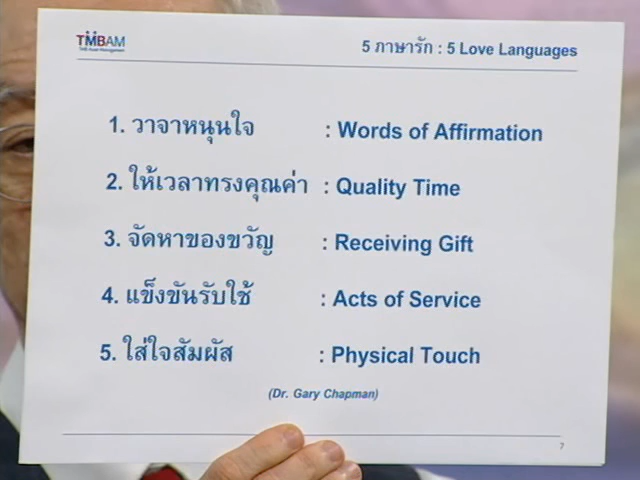 TMBAM
TMB Asset Management
5 ภาษารัก : 5 Love Languages
1. วาจาหนุนใจ : Words of Affirmation
2. ให้เวลาทรงคุณค่า : Quality Time
3. จัดหาของขวัญ : Receiving Gift
4. แข็งขันรับใช้ : Acts of Service
5. ใส่ใจสัมผัส : Physical Touch
(Dr. Gary Chapman)
7